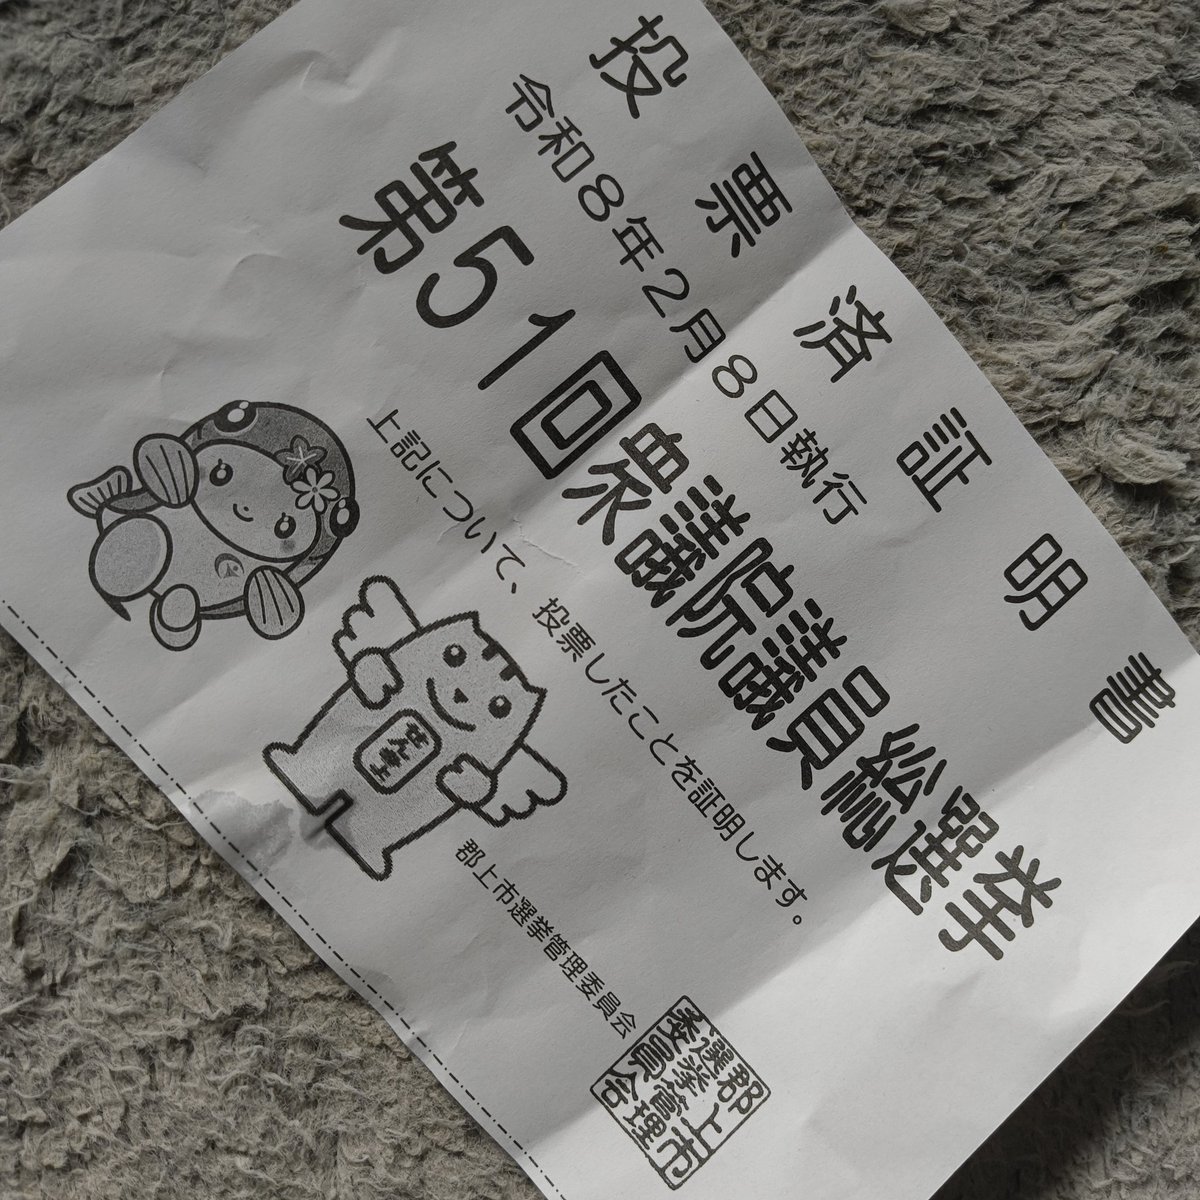 投票済証明書
令和８年２月８日執行
第51回衆議院議員総選挙
上記について、投票したことを証明します。
郡上市選挙管理委員会
郡上市
選挙管理
委員会